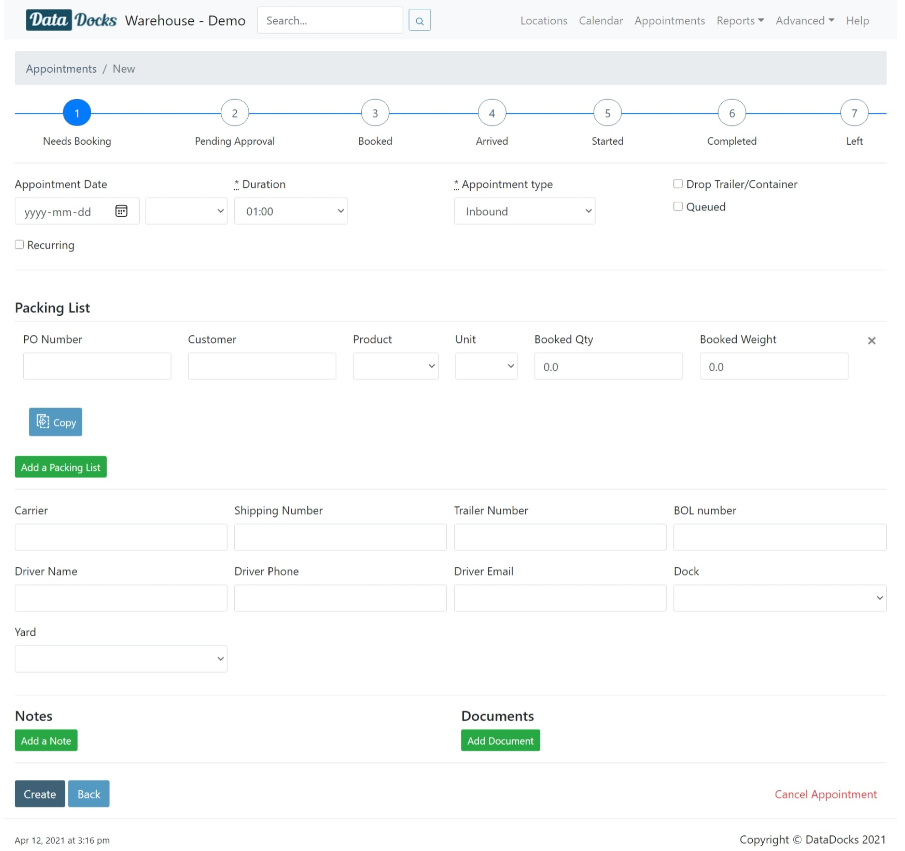 Data Docks Warehouse - Demo Search... Locations Calendar Appointments Reports Advanced Help
Appointments / New
1 2 3 4 5 6 7
Needs Booking Pending Approval Booked Arrived Started Completed Left
Appointment Date * Duration * Appointment type Drop Trailer/Container
yyyy-mm-dd 01:00 Inbound Queued
Recurring
Packing List
PO Number Customer Product Unit Booked Qty Booked Weight ×
0.0 0.0
Copy
Add a Packing List
Carrier Shipping Number Trailer Number BOL number
Driver Name Driver Phone Driver Email Dock
Yard
Notes Documents
Add a Note Add Document
Create Back Cancel Appointment
Apr 12, 2021 at 3:16 pm Copyright © DataDocks 2021